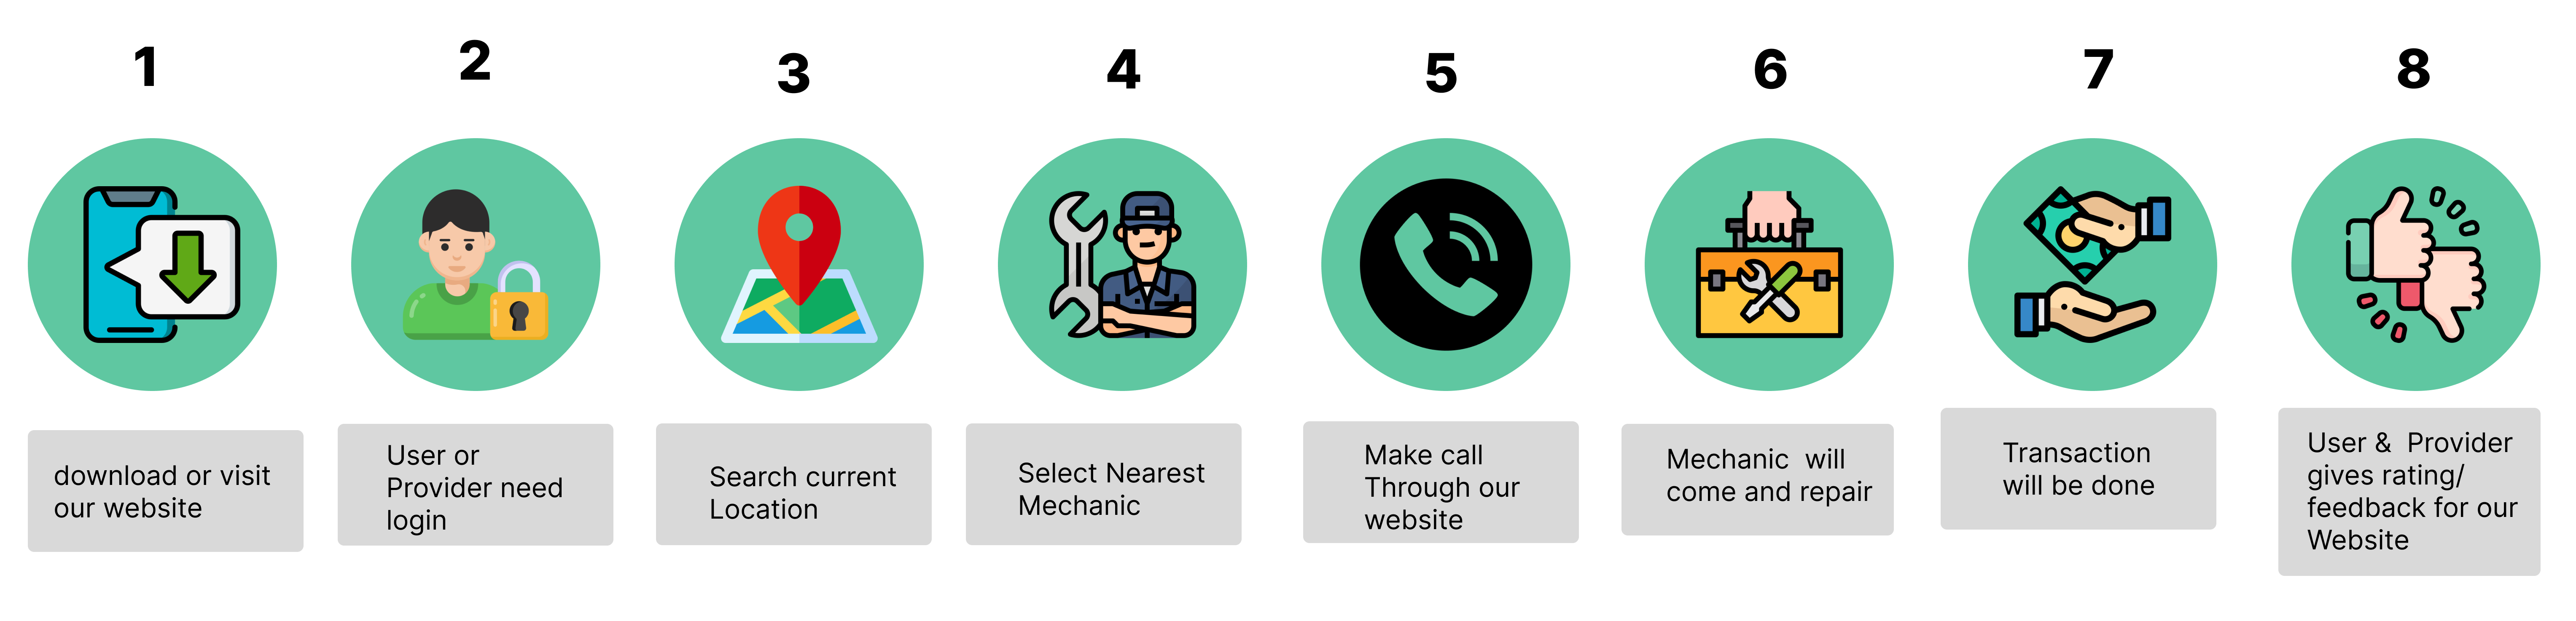 1
2
3
4
5
6
7
8
download or visit
our website
User or
Provider need
login
Search current
Location
Select Nearest
Mechanic
Make call
Through our
website
Mechanic  will
come and repair
Transaction
will be done
User &  Provider
gives rating/
feedback for our
Website